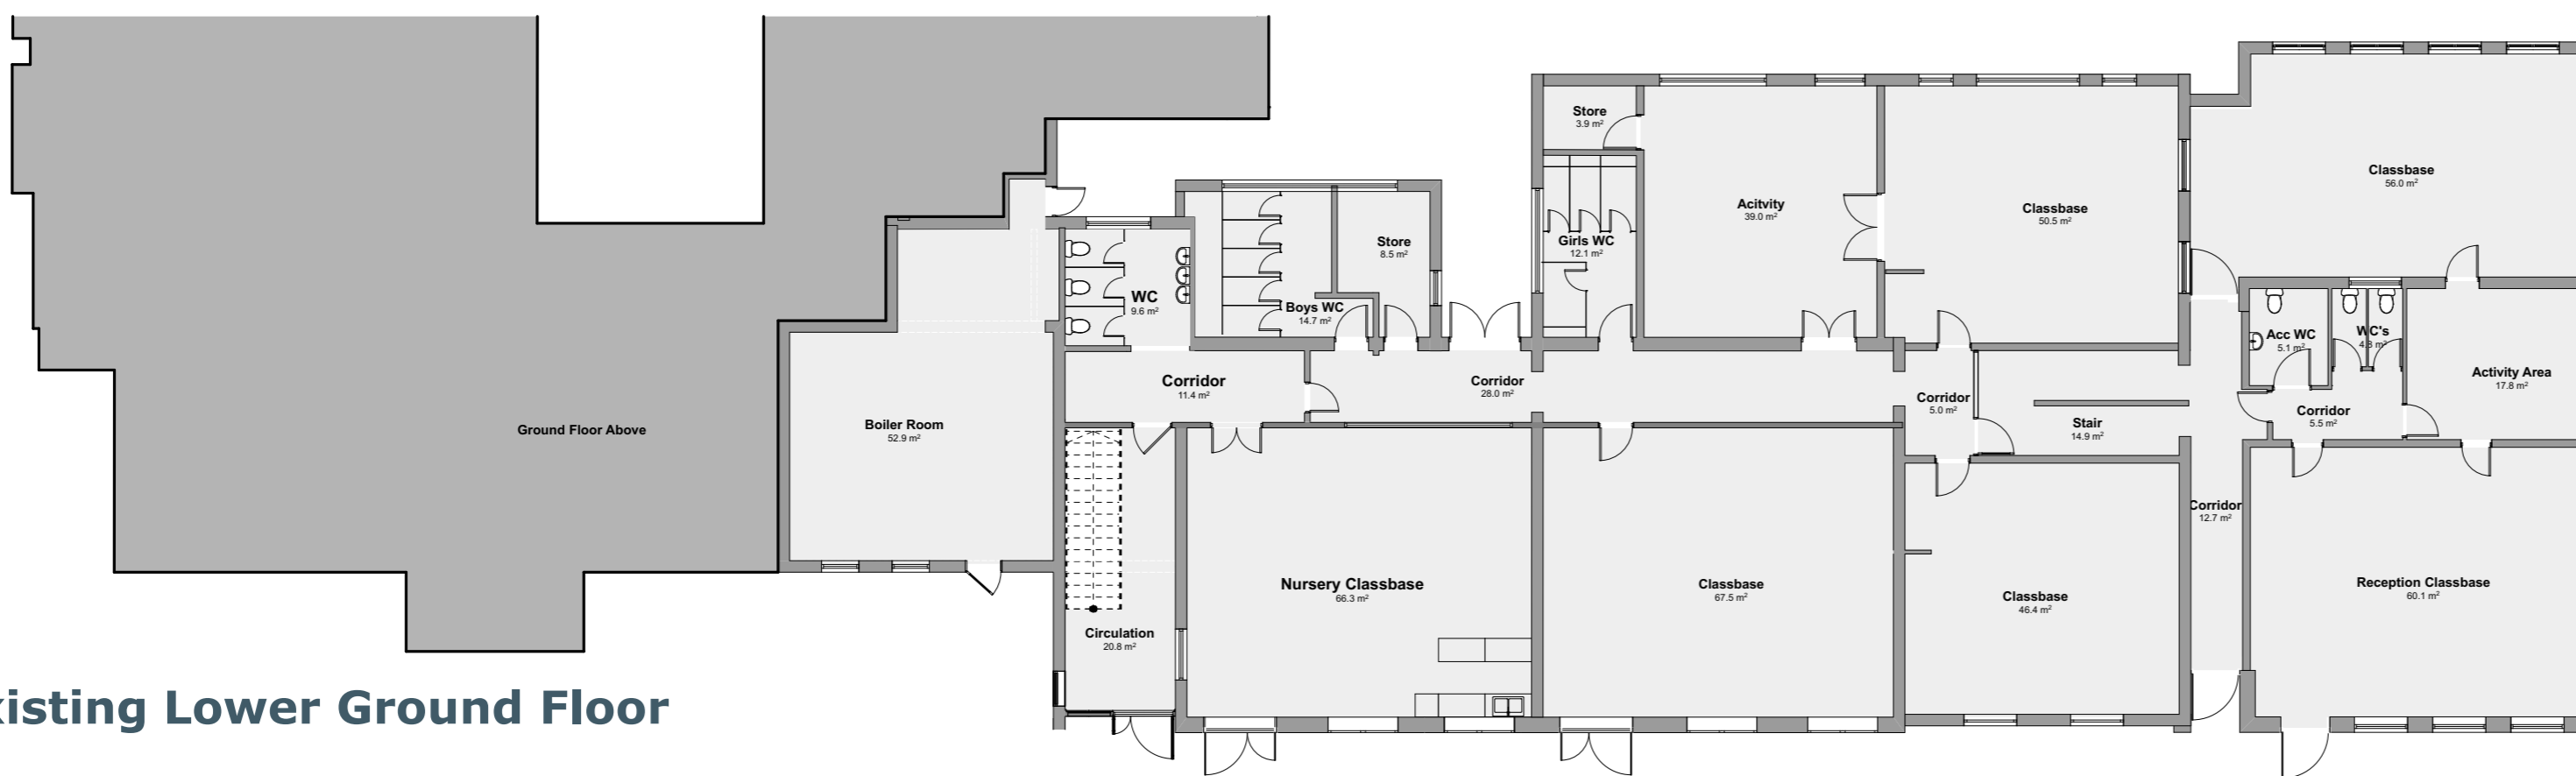 Store
3.9 m²
Acitvity
39.0 m²
Classbase
50.5 m²
Classbase
56.0 m²
Girls WC
12.1 m²
Store
8.5 m²
WC
9.6 m²
Boys WC
14.7 m²
Acc WC
5.1 m²
WC's
Activity Area
17.8 m²
Corridor
11.4 m²
Corridor
28.0 m²
Corridor
5.0 m²
Stair
14.9 m²
Corridor
5.5 m²
Ground Floor Above
Boiler Room
52.9 m²
Corridor
12.7 m²
Nursery Classbase
66.3 m²
Classbase
67.5 m²
Classbase
46.4 m²
Reception Classbase
60.1 m²
Circulation
20.8 m²
xisting Lower Ground Floor